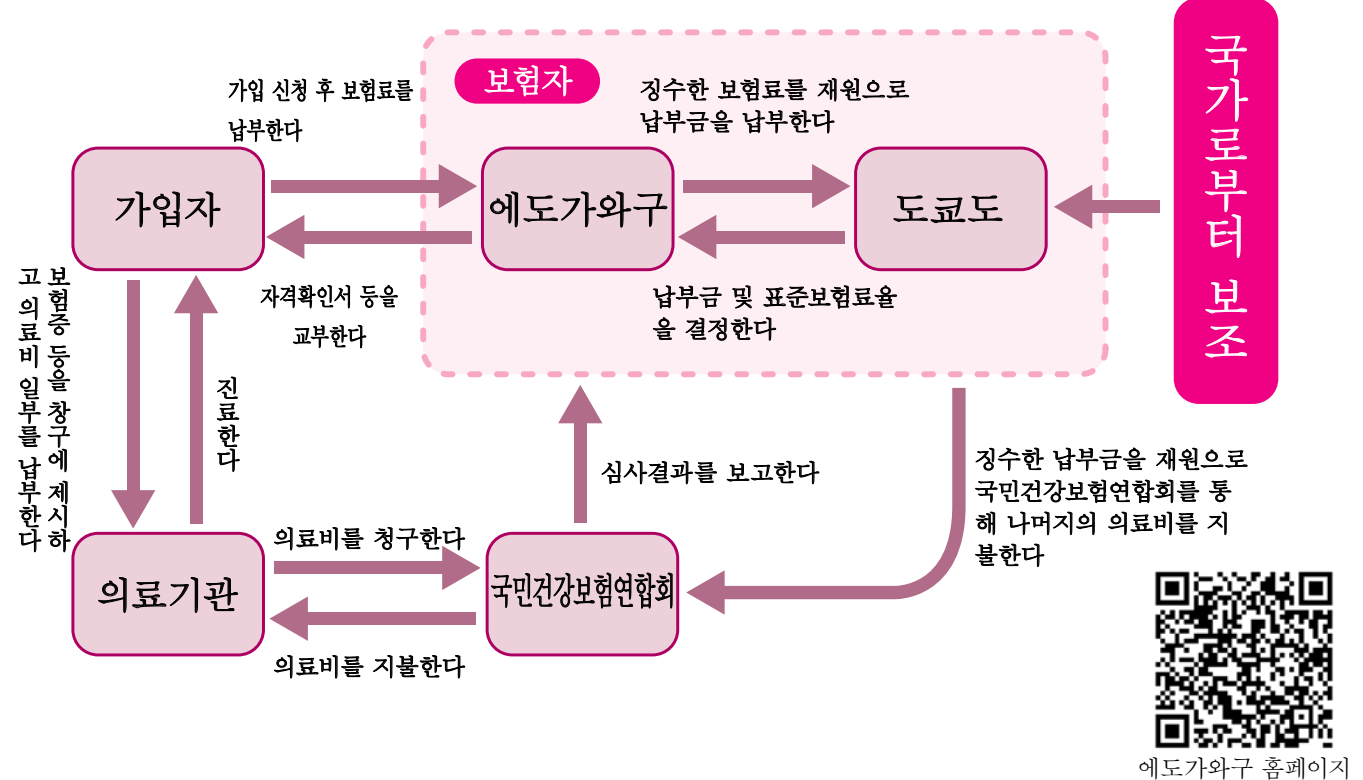 보험자
국가로부터 보조
가입 신청 후 보험료를
납부한다
징수한 보험료를 재원으로
납부금을 납부한다
가입자
에도가와구
도쿄도
자격확인서 등을
교부한다
납부금 및 표준보험료율
을 결정한다
보험증 등을 창구에 제시하
고 의료비 일부를 납부한다
진료한다
심사결과를 보고한다
징수한 납부금을 재원으로
국민건강보험연합회를 통
해 나머지의 의료비를 지
불한다
의료비를 청구한다
의료기관
국민건강보험연합회
의료비를 지불한다
에도가와구 홈페이지